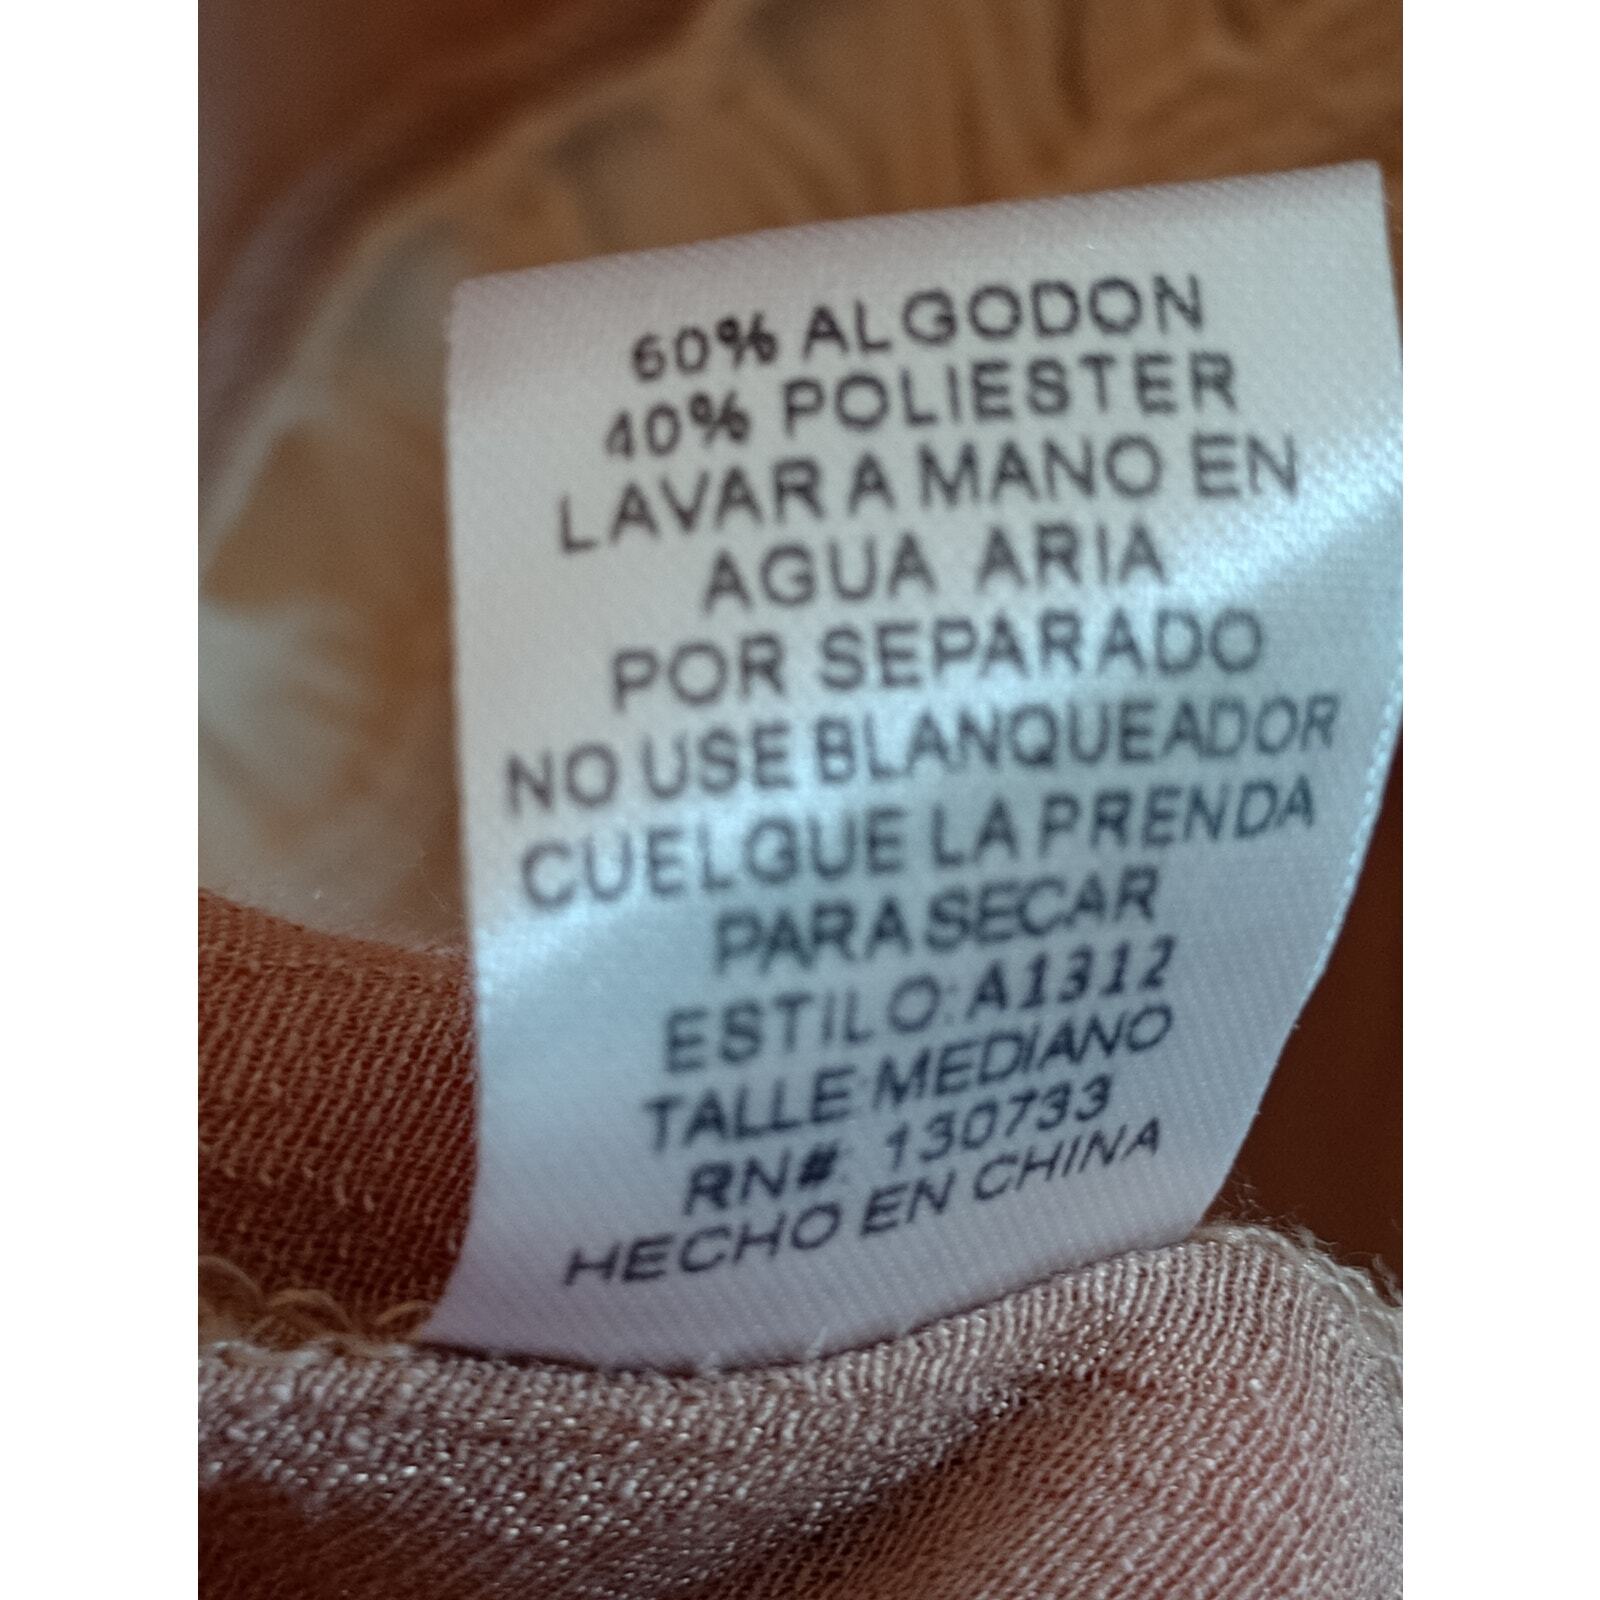 60% ALGODON
40% POLIESTER
LAVAR A MANO EN
AGUA ARIA
POR SEPARADO
NO USE BLANQUEADOR
CUELGUE LA PRENDA
PARA SECAR
ESTILO: A1312
TALLE: MEDIANO
RN#: 130733
HECHO EN CHINA